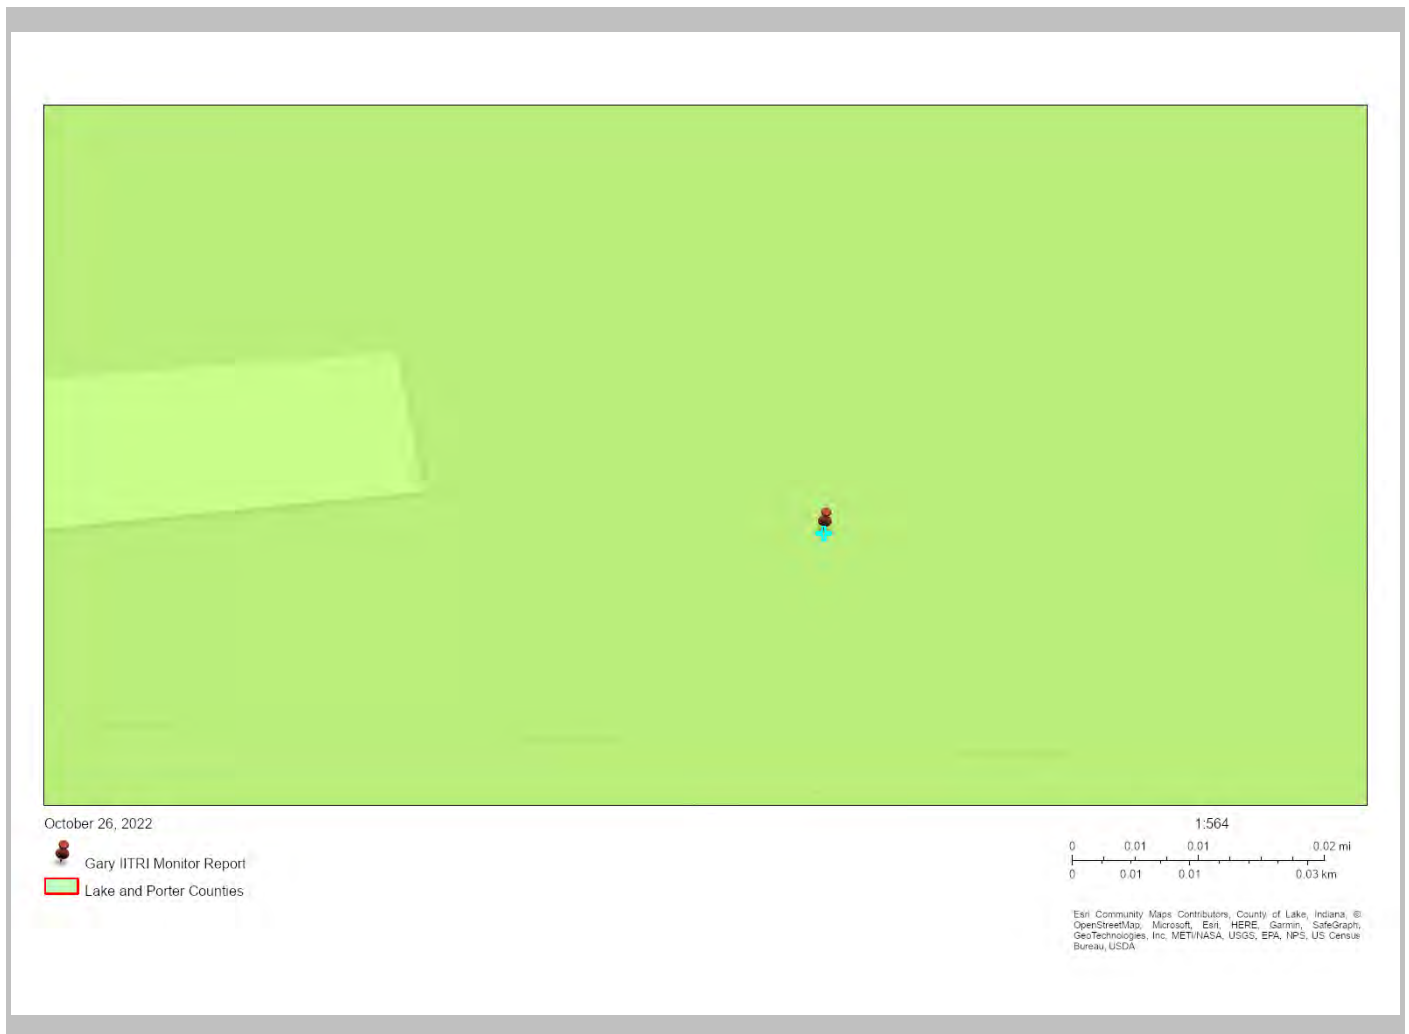 October 26, 2022
Gary IITRI Monitor Report
Lake and Porter Counties
1:564
0 0.01 0.01 0.02 mi
0 0.01 0.01 0.03 km
Esri Community Maps Contributors, County of Lake, Indiana, ©
OpenStreetMap, Microsoft, Esri, HERE, Garmin, SafeGraph,
GeoTechnologies, Inc, METI/NASA, USGS, EPA, NPS, US Census
Bureau, USDA